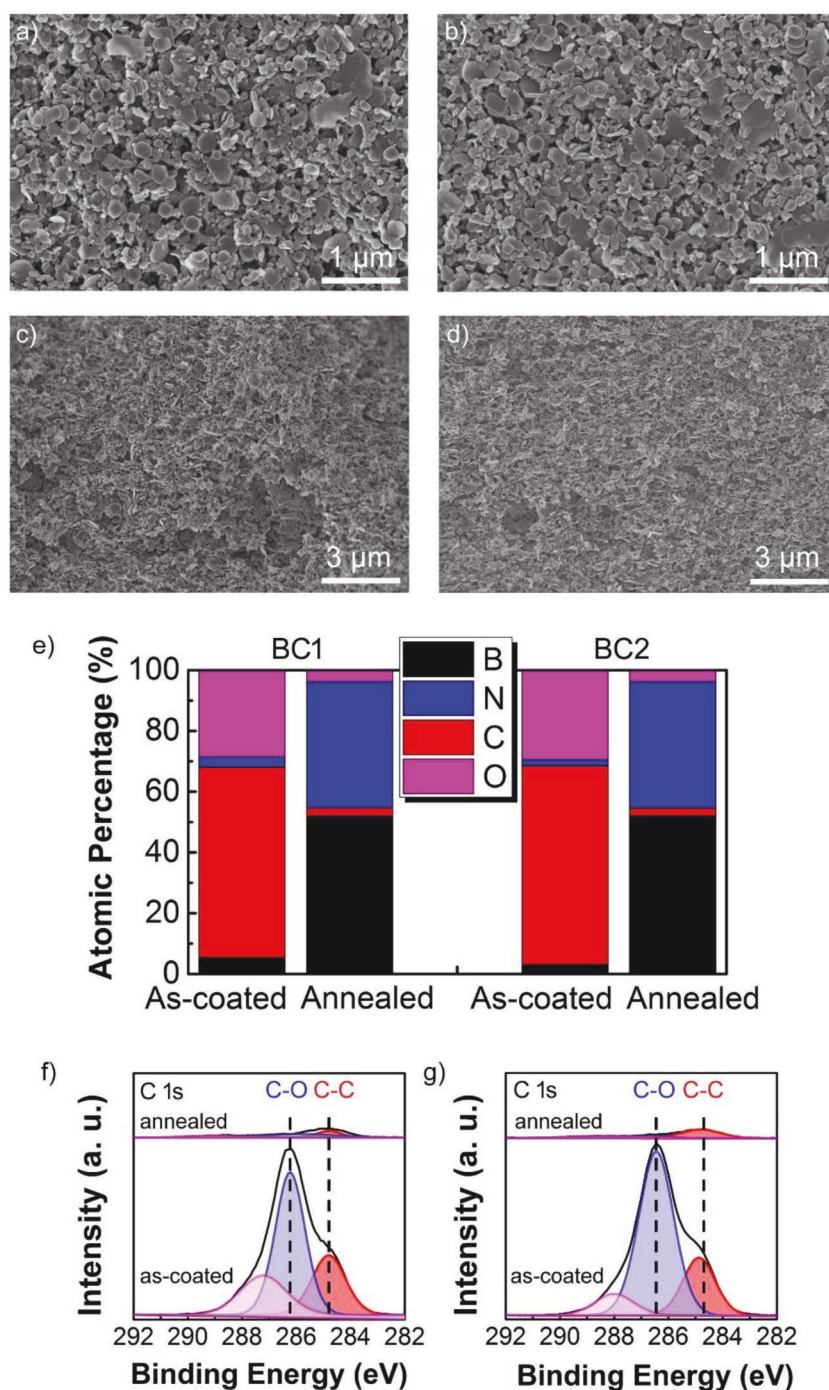 a)
b)
1 μm
1 μm
c)
d)
3 μm
3 μm
e)
BC1
BC2
Atomic Percentage (%)
100
80
60
40
20
0
B
N
C
O
As-coated Annealed As-coated Annealed
f)
C 1s
C-O C-C
annealed
as-coated
Intensity (a. u.)
292 290 288 286 284 282
Binding Energy (eV)
g)
C 1s
C-O C-C
annealed
as-coated
Intensity (a. u.)
292 290 288 286 284 282
Binding Energy (eV)